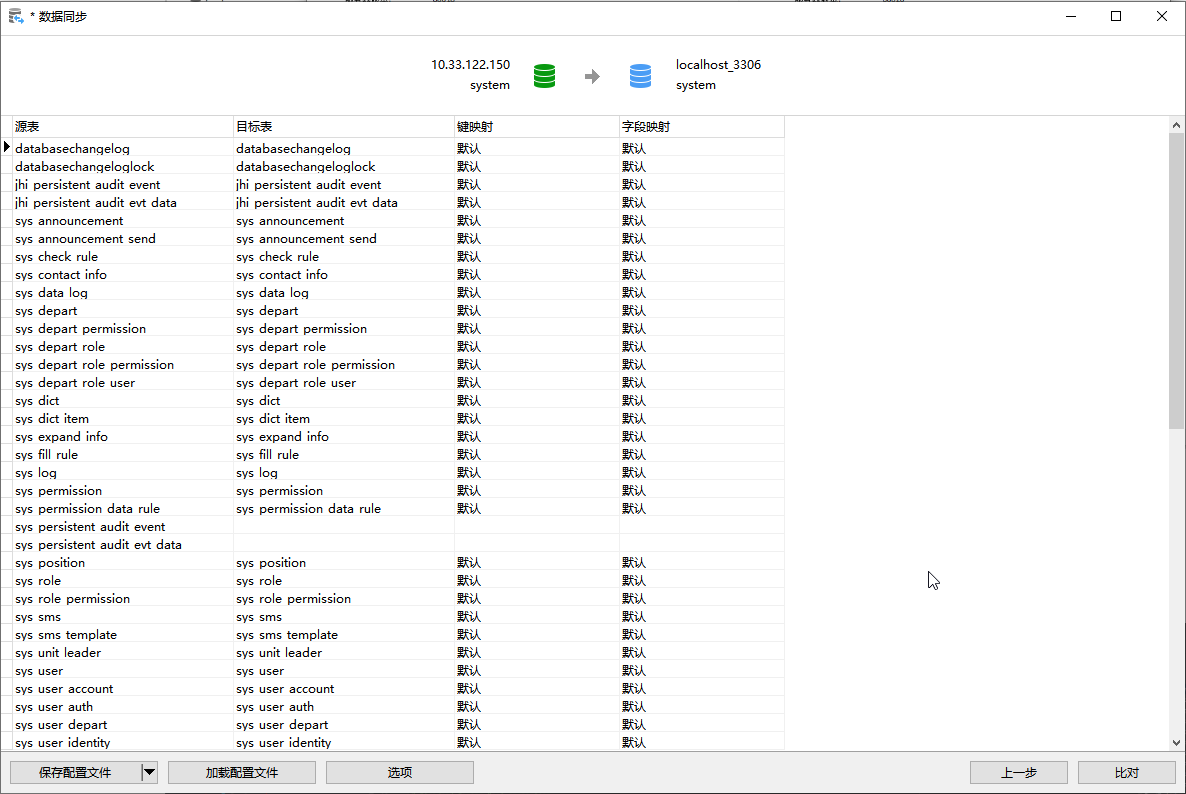 * 数据同步
10.33.122.150 localhost_3306
system system
源表 目标表 键映射 字段映射
databasechangelog databasechangelog 默认 默认
databasechangeloglock databasechangeloglock 默认 默认
jhi persistent audit event jhi persistent audit event 默认 默认
jhi persistent audit evt data jhi persistent audit evt data 默认 默认
sys announcement sys announcement 默认 默认
sys announcement send sys announcement send 默认 默认
sys check rule sys check rule 默认 默认
sys contact info sys contact info 默认 默认
sys data log sys data log 默认 默认
sys depart sys depart 默认 默认
sys depart permission sys depart permission 默认 默认
sys depart role sys depart role 默认 默认
sys depart role permission sys depart role permission 默认 默认
sys depart role user sys depart role user 默认 默认
sys dict sys dict 默认 默认
sys dict item sys dict item 默认 默认
sys expand info sys expand info 默认 默认
sys fill rule sys fill rule 默认 默认
sys log sys log 默认 默认
sys permission sys permission 默认 默认
sys permission data rule sys permission data rule 默认 默认
sys persistent audit event
sys persistent audit evt data
sys position sys position 默认 默认
sys role sys role 默认 默认
sys role permission sys role permission 默认 默认
sys sms sys sms 默认 默认
sys sms template sys sms template 默认 默认
sys unit leader sys unit leader 默认 默认
sys user sys user 默认 默认
sys user account sys user account 默认 默认
sys user auth sys user auth 默认 默认
sys user depart sys user depart 默认 默认
sys user identity sys user identity 默认 默认
保存配置文件 加载配置文件 选项 上一步 比对